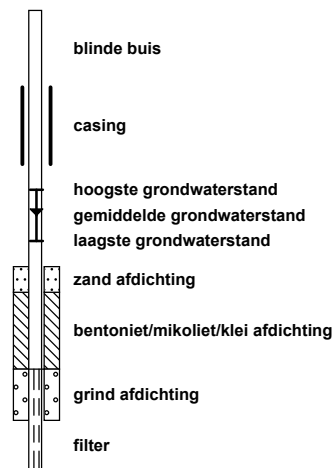 blinde buis
casing
hoogste grondwaterstand
gemiddelde grondwaterstand
laagste grondwaterstand
zand afdichting
bentoniet/mikoliet/klei afdichting
grind afdichting
filter